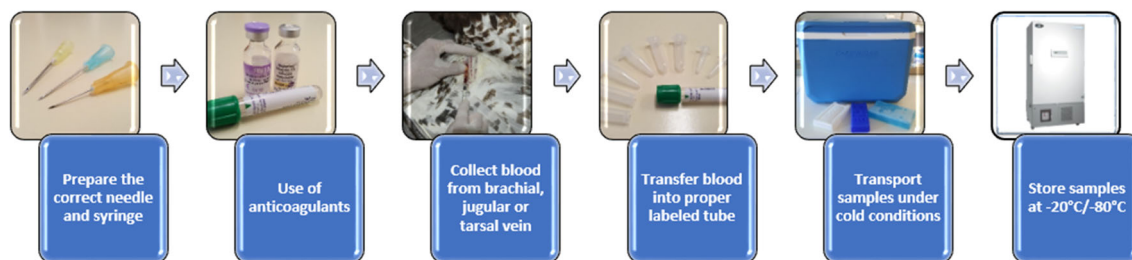 Prepare the
correct needle
and syringe
Use of
anticoagulants
Collect blood
from brachial,
jugular or
tarsal vein
Transfer blood
into proper
labeled tube
Transport
samples under
cold conditions
Store samples
at -20°C/-80°C